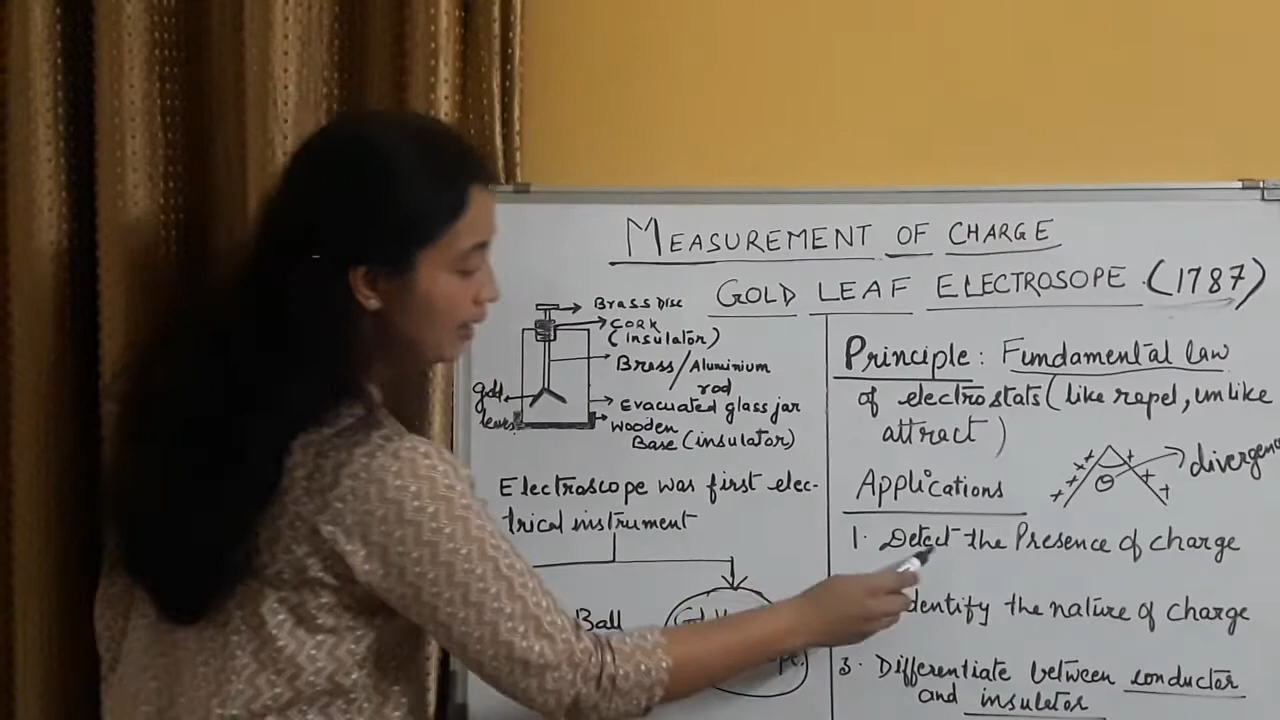 MEASUREMENT OF CHARGE
GOLD LEAF ELECTROSOPE (1787)
Brass Disc
CORK
(insulator)
Brass/Aluminium
rod
gold
leaves
Evacuated glass jar
Wooden
Base (insulator)
Electroscope was first elec-
trical instrument
Ball
Principle: Fundamental law
of electrostats (like repel, unlike
attract)
Applications
divergenc
1. Detect the Presence of charge
dentify the nature of charge
3. Differentiate between conductor
and insulator